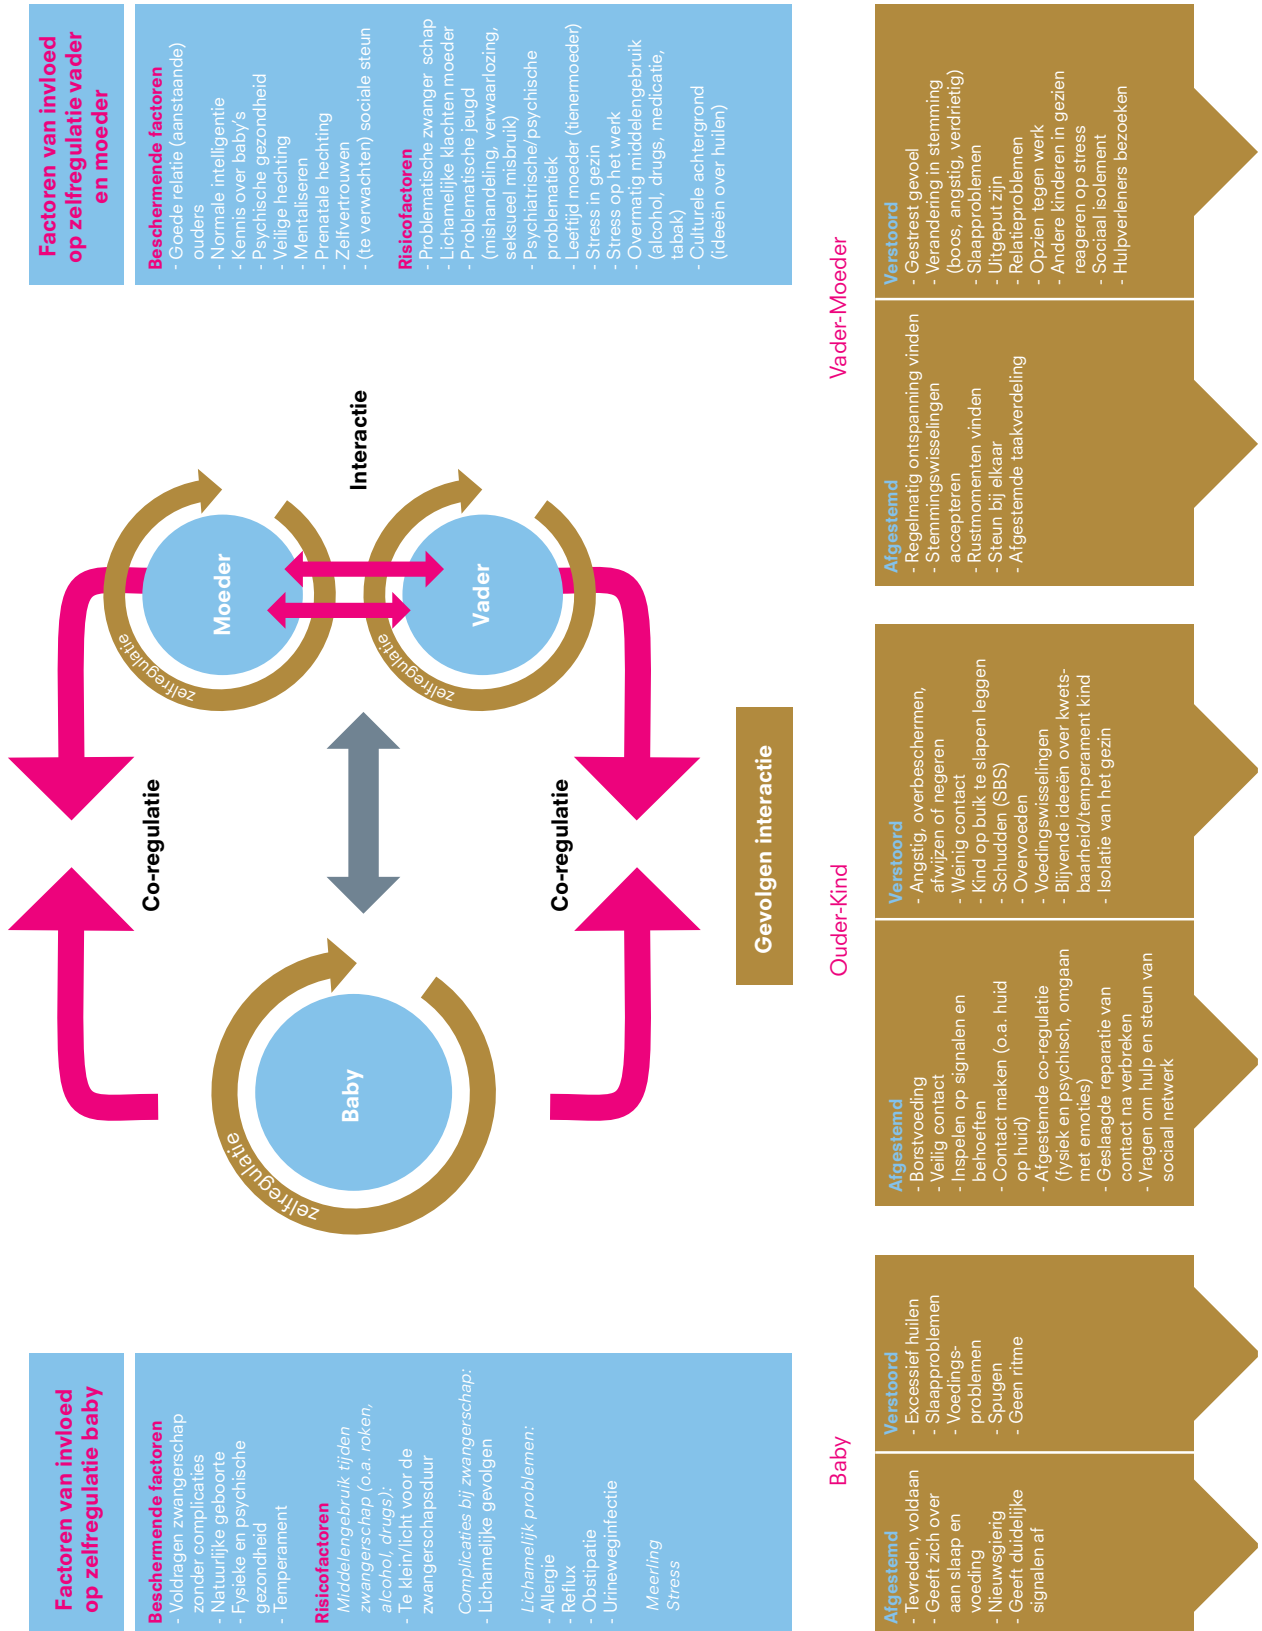 Factoren van invloed
op zelfregulatie baby
Beschermende factoren
- Voldragen zwangerschap
zonder complicaties
- Natuurlijke geboorte
- Fysieke en psychische
gezondheid
- Temperament
Risicofactoren
Middelengebruik tijden
zwangerschap (o.a. roken,
alcohol, drugs):
- Te klein/licht voor de
zwangerschapsduur
Complicaties bij zwangerschap:
- Lichamelijke gevolgen
Lichamelijk problemen:
- Allergie
- Reflux
- Obstipatie
- Urineweginfectie
Meerling
Stress
Co-regulatie
zelfregulatie
Baby
Co-regulatie
zelfregulatie
Moeder
zelfregulatie
Vader
Interactie
Factoren van invloed
op zelfregulatie vader
en moeder
Beschermende factoren
- Goede relatie (aanstaande)
ouders
- Normale intelligentie
- Kennis over baby's
- Psychische gezondheid
- Veilige hechting
- Mentaliseren
- Prenatale hechting
- Zelfvertrouwen
- (te verwachten) sociale steun
Risicofactoren
- Problematische zwanger schap
- Lichamelijke klachten moeder
- Problematische jeugd
(mishandeling, verwaarlozing,
seksueel misbruik)
- Psychiatrische/psychische
problematiek
- Leeftijd moeder (tienermoeder)
- Stress in gezin
- Stress op het werk
- Overmatig middelengebruik
(alcohol, drugs, medicatie,
tabak)
- Culturele achtergrond
(ideeën over huilen)
Gevolgen interactie
Baby
Afgestemd
- Tevreden, voldaan
- Geeft zich over
aan slaap en
voeding
- Nieuwsgierig
- Geeft duidelijke
signalen af
Verstoord
- Excessief huilen
- Slaapproblemen
- Voedings-
problemen
- Spugen
- Geen ritme
Ouder-Kind
Afgestemd
- Borstvoeding
- Veilig contact
- Inspelen op signalen en
behoeften
- Contact maken (o.a. huid
op huid)
- Afgestemde co-regulatie
(fysiek en psychisch, omgaan
met emoties)
- Geslaagde reparatie van
contact na verbreken
- Vragen om hulp en steun van
sociaal netwerk
Verstoord
- Angstig, overbeschermen,
afwijzen of negeren
- Weinig contact
- Kind op buik te slapen leggen
- Schudden (SBS)
- Overvoeden
- Voedingswisselingen
- Blijvende ideeën over kwets-
baarheid/temperament kind
- Isolatie van het gezin
Vader-Moeder
Afgestemd
- Regelmatig ontspanning vinden
- Stemmingswisselingen
accepteren
- Rustmomenten vinden
- Steun bij elkaar
- Afgestemde taakverdeling
Verstoord
- Gestrest gevoel
- Verandering in stemming
(boos, angstig, verdrietig)
- Slaapproblemen
- Uitgeput zijn
- Relatieproblemen
- Opzien tegen werk
- Andere kinderen in gezien
reageren op stress
- Sociaal isolement
- Hulpverleners bezoeken